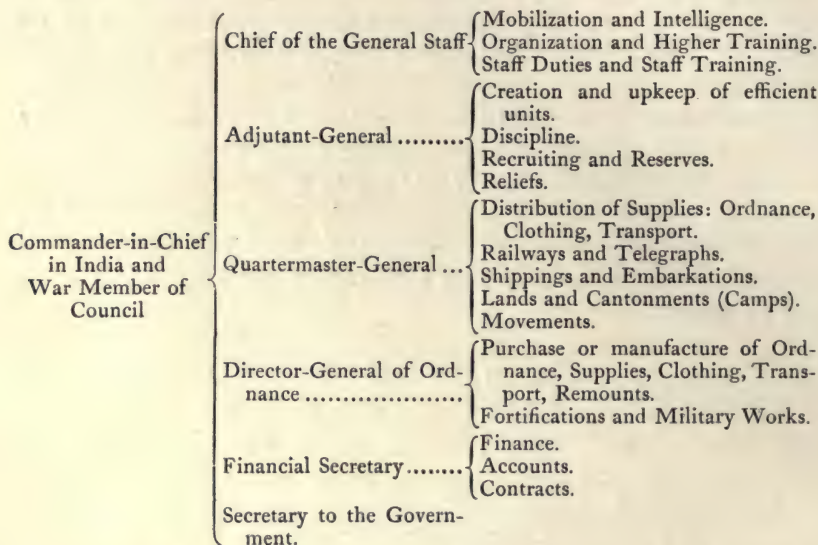 Chief of the General Staff
Mobilization and Intelligence.
Organization and Higher Training.
Staff Duties and Staff Training.
Adjutant-General .........
Creation and upkeep of efficient
units.
Discipline.
Recruiting and Reserves.
Reliefs.
Commander-in-Chief
in India and
War Member of
Council
Quartermaster-General ...
Distribution of Supplies: Ordnance,
Clothing, Transport.
Railways and Telegraphs.
Shippings and Embarkations.
Lands and Cantonments (Camps).
Movements.
Director-General of Ord-
nance ......................
Purchase or manufacture of Ord-
nance, Supplies, Clothing, Trans-
port, Remounts.
Fortifications and Military Works.
Financial Secretary ........
Finance.
Accounts.
Contracts.
Secretary to the Govern-
ment.